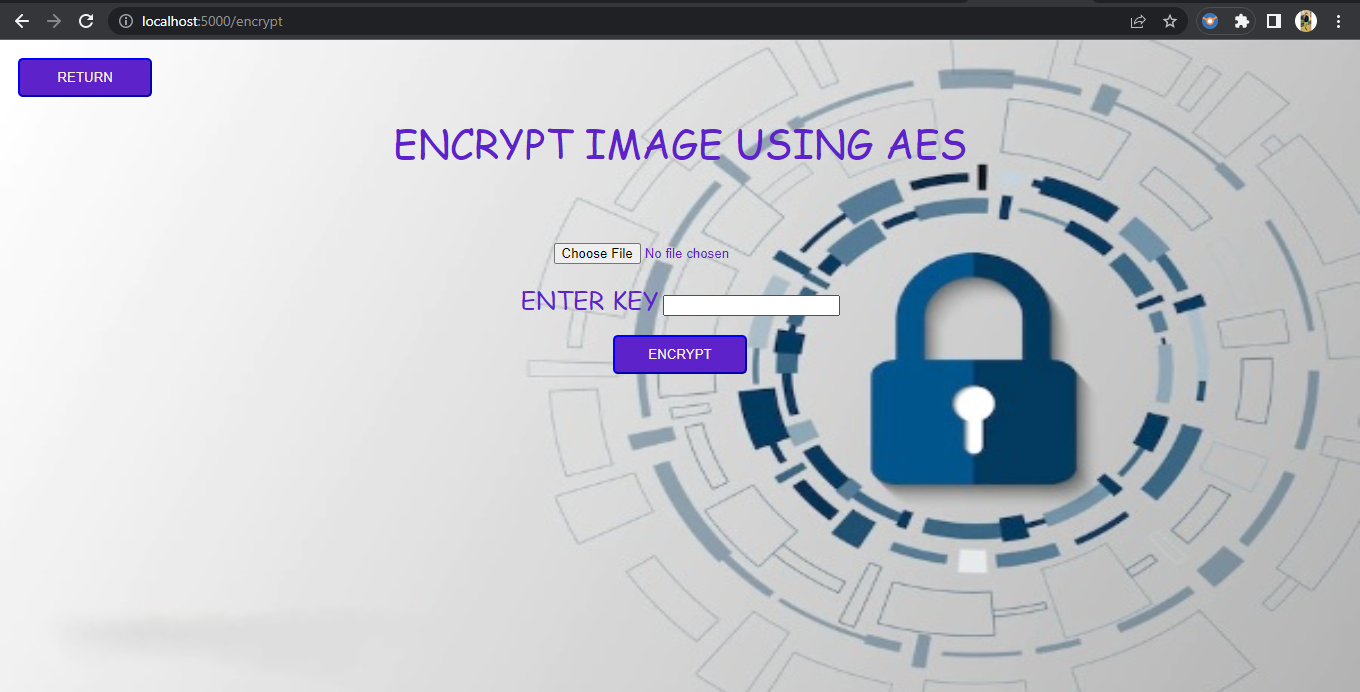 localhost:5000/encrypt
RETURN
ENCRYPT IMAGE USING AES
Choose File No file chosen
ENTER KEY
ENCRYPT